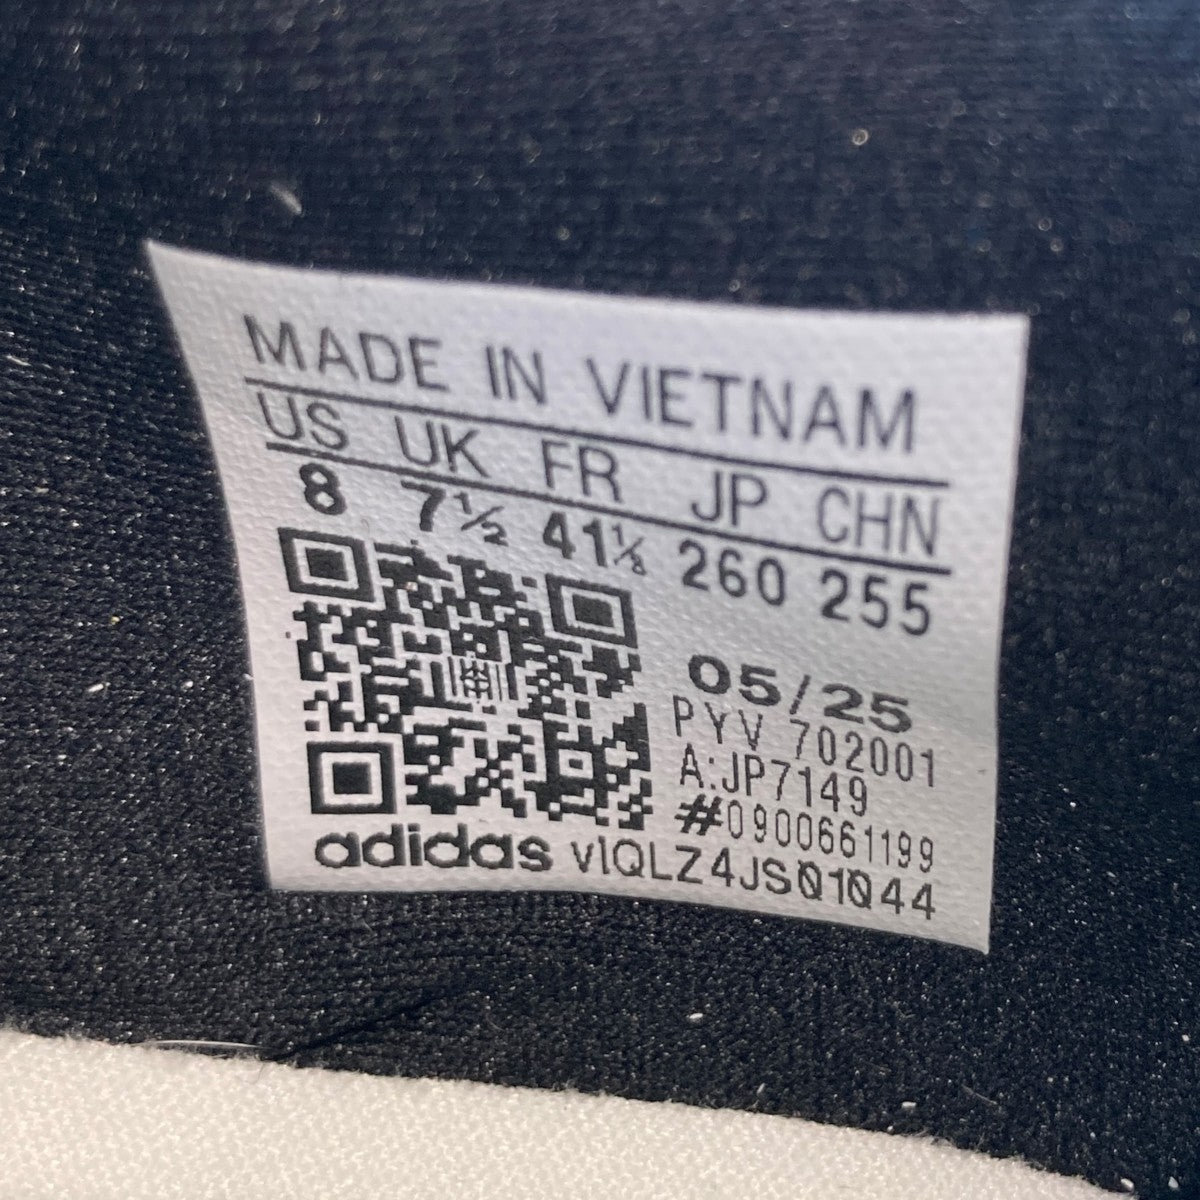 MADE IN VIETNAM
US UK FR JP CHN
8 7½ 41⅓ 260 255
05/25
PYV 702001
A:JP7149
#0900661199
adidas vlQLZ4JS01044